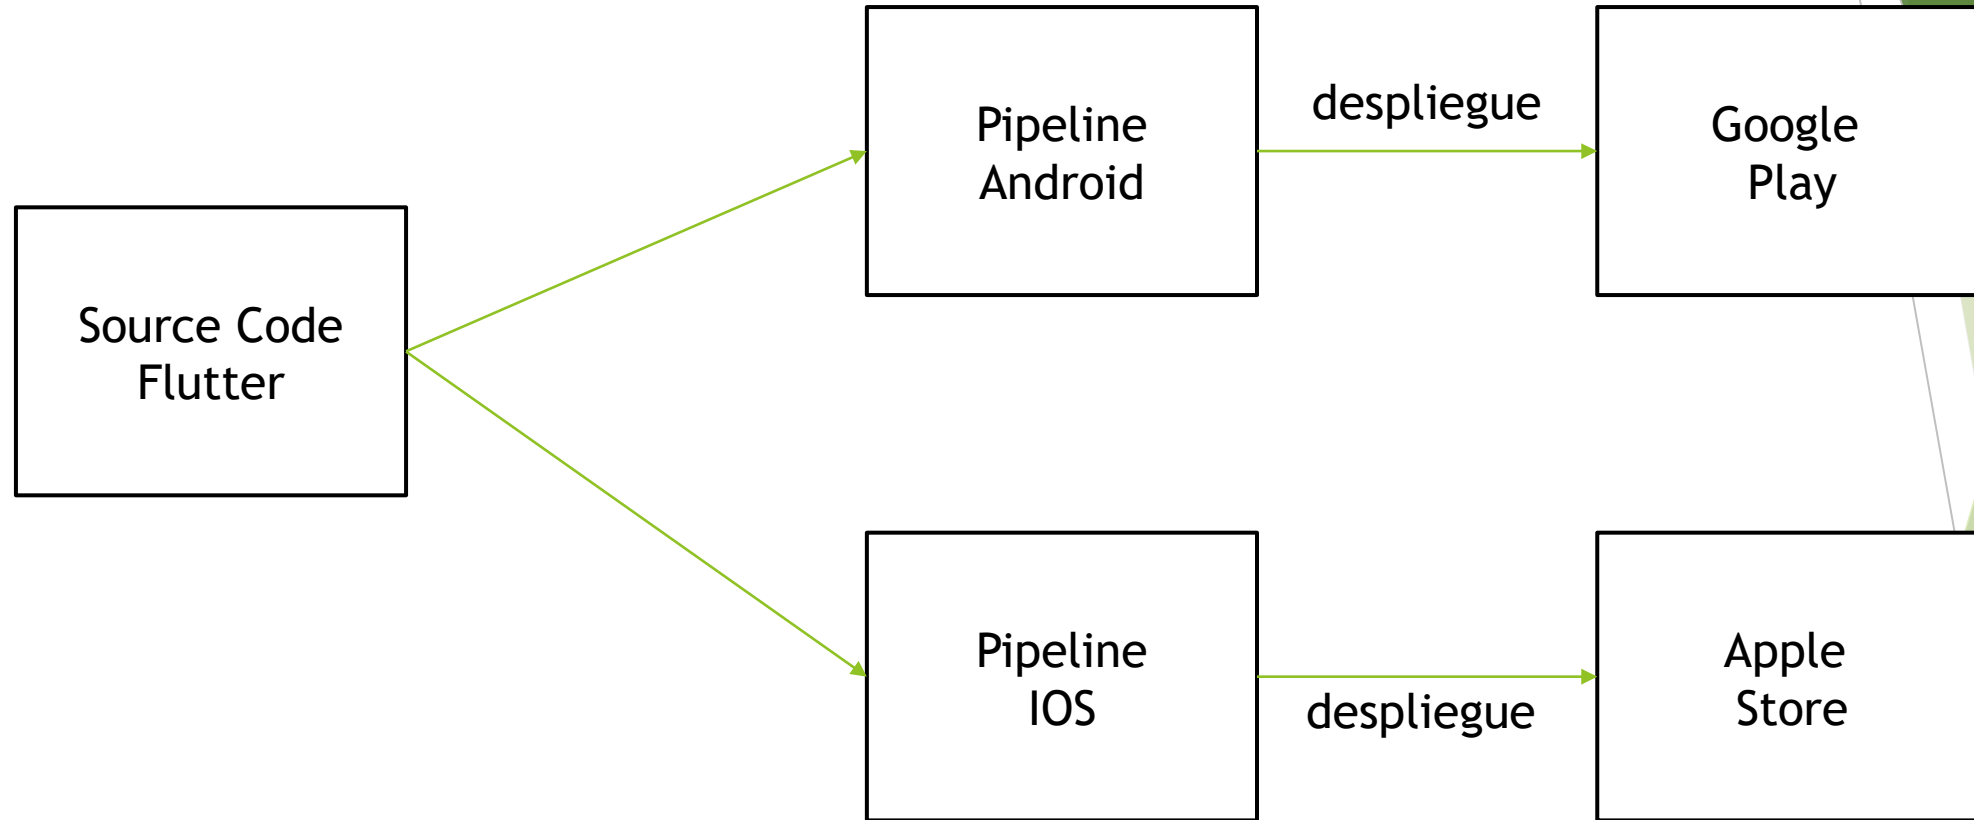 Source Code
Flutter
Pipeline
Android
despliegue
Google
Play
Pipeline
IOS
despliegue
Apple
Store